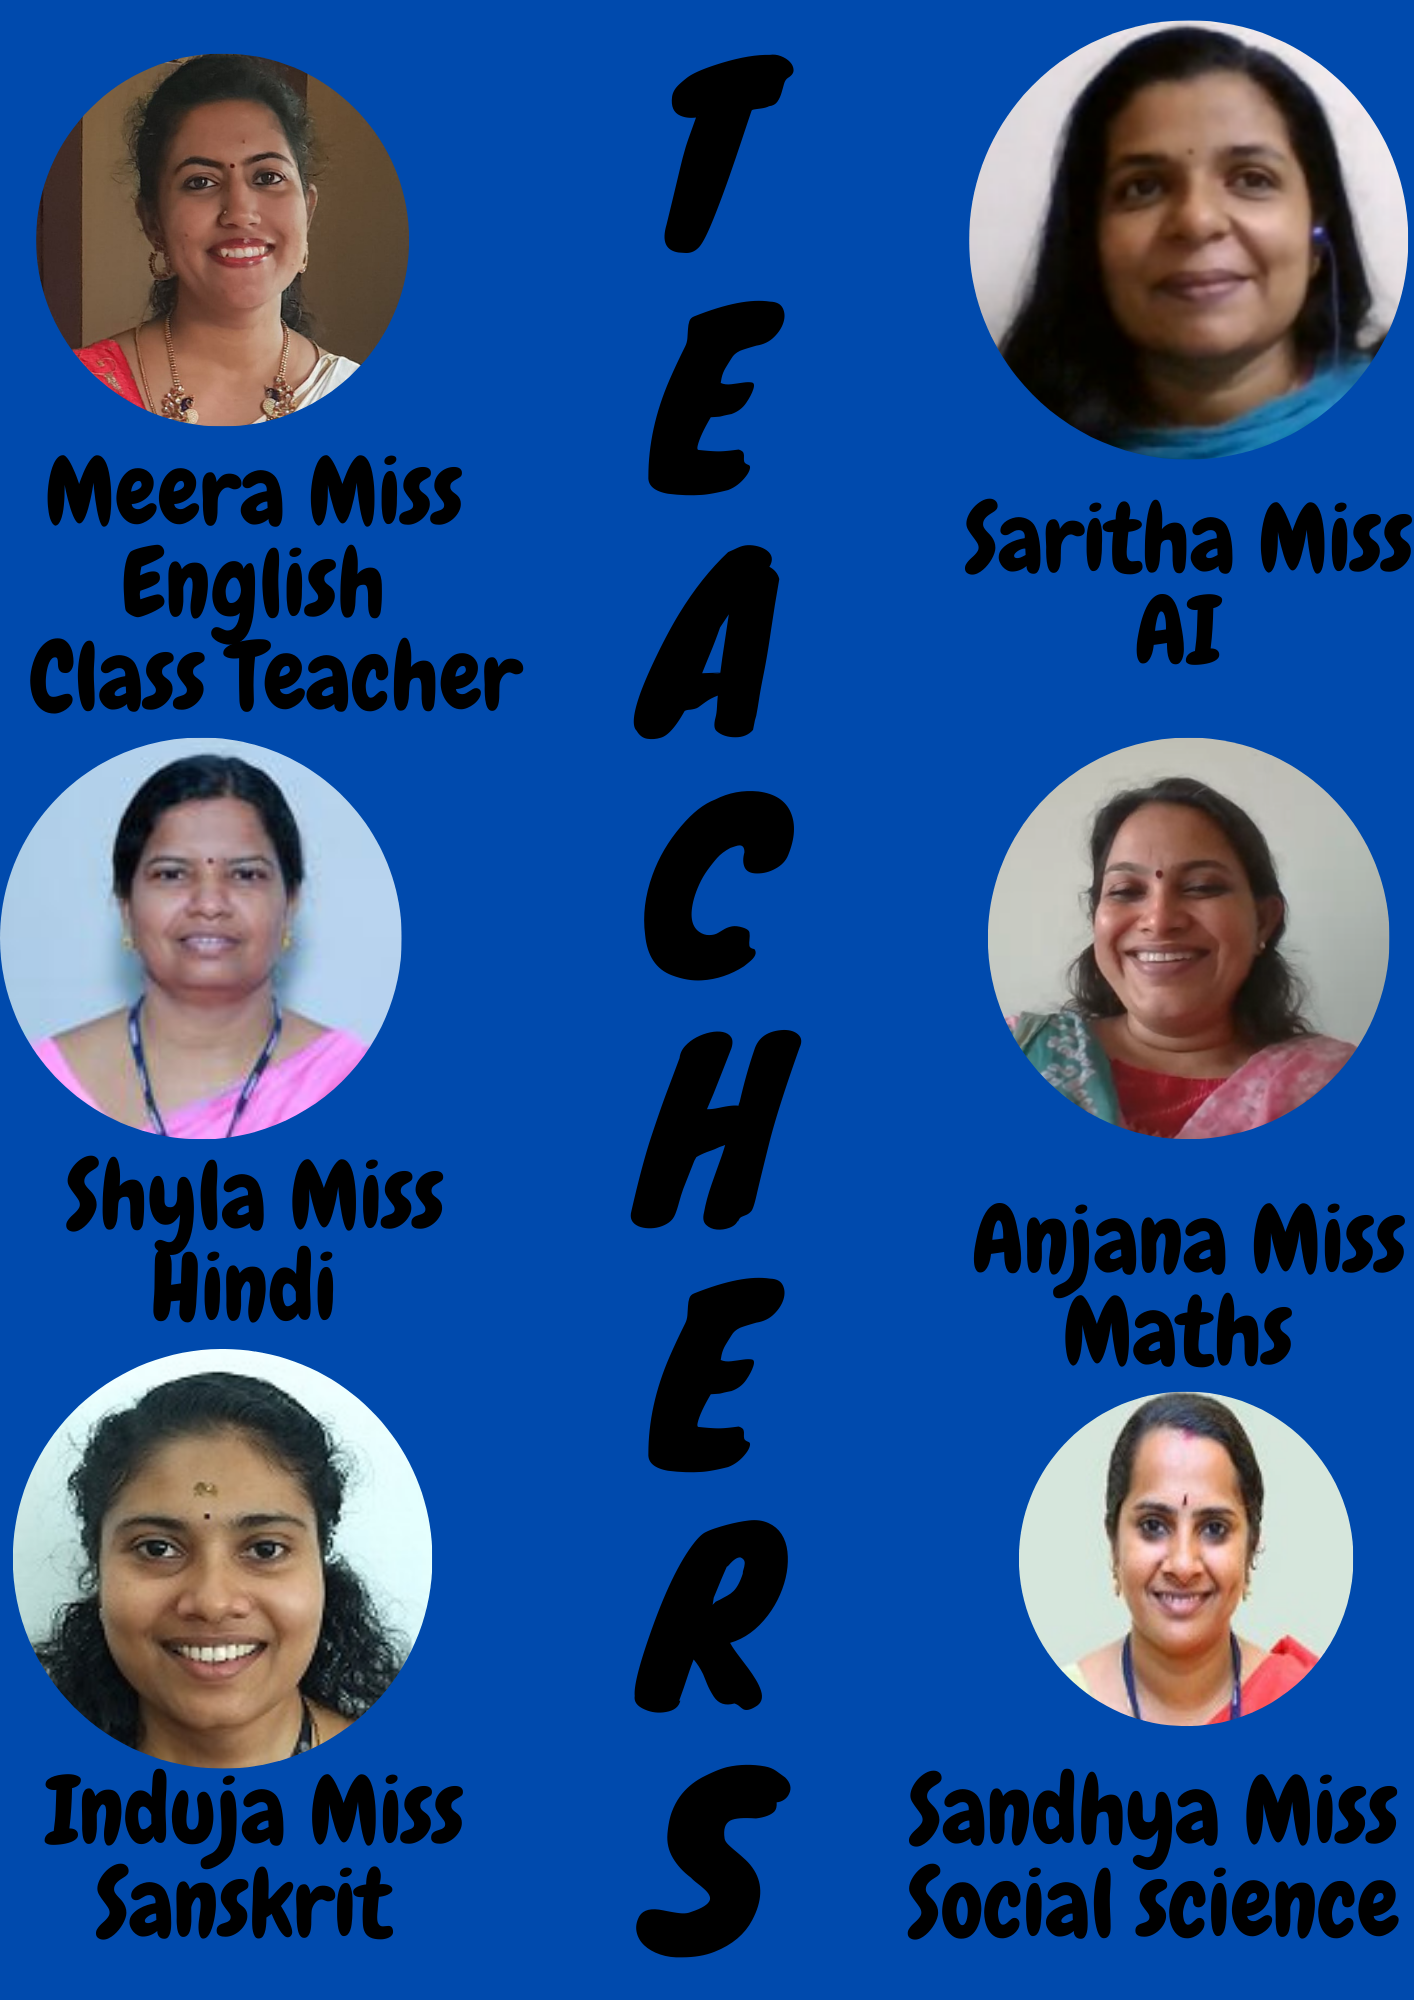 TEACHERS
Meera Miss
English
Class Teacher
Saritha Miss
AI
Shyla Miss
Hindi
Anjana Miss
Maths
Induja Miss
Sanskrit
Sandhya Miss
Social science